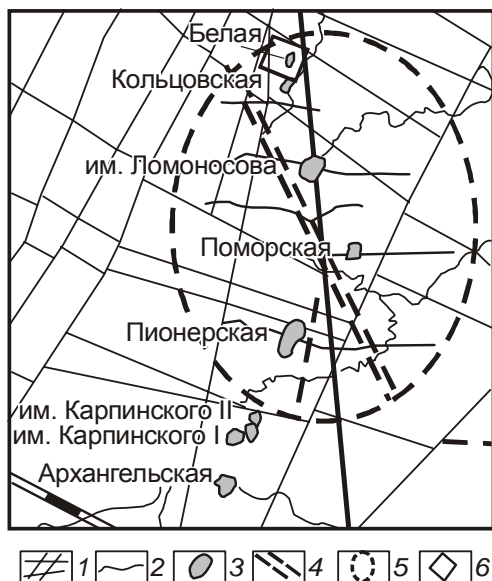 Белая
Кольцовская
им. Ломоносова
Поморская
Пионерская
им. Карпинского II
им. Карпинского I
Архангельская
1 2 3 4 5 6